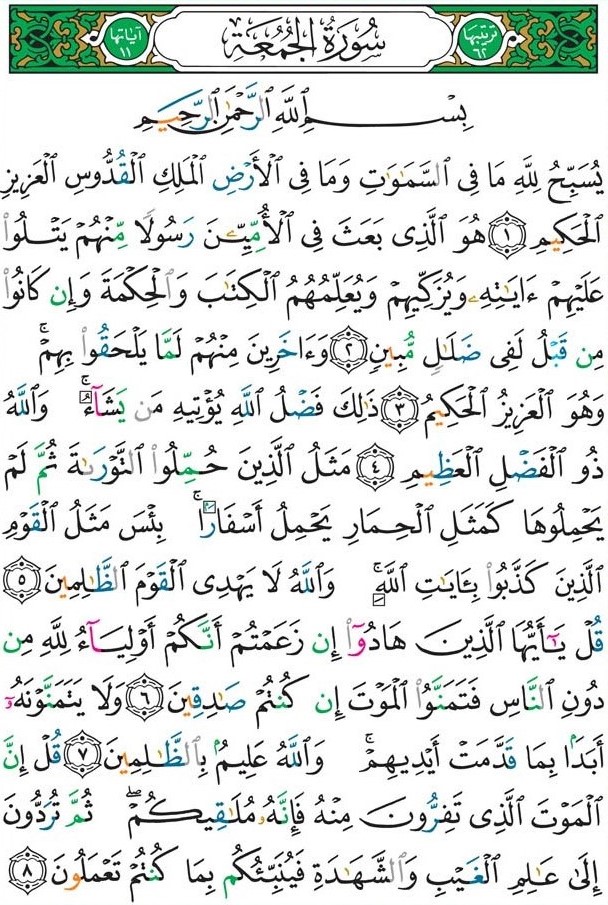 ترتيبها ٦٢ سُورَةُ الجُمُعَةِ آياتها ١١
بِسْمِ ٱللَّهِ ٱلرَّحْمَٰنِ ٱلرَّحِيمِ
يُسَبِّحُ لِلَّهِ مَا فِى ٱلسَّمَٰوَٰتِ وَمَا فِى ٱلْأَرْضِ ٱلْمَلِكِ ٱلْقُدُّوسِ ٱلْعَزِيزِ
ٱلْحَكِيمِ ١ هُوَ ٱلَّذِى بَعَثَ فِى ٱلْأُمِّيِّـۧنَ رَسُولًا مِّنْهُمْ يَتْلُوا۟
عَلَيْهِمْ ءَايَٰتِهِۦ وَيُزَكِّيهِمْ وَيُعَلِّمُهُمُ ٱلْكِتَٰبَ وَٱلْحِكْمَةَ وَإِن كَانُوا۟
مِن قَبْلُ لَفِى ضَلَٰلٍ مُّبِينٍ ٢ وَءَاخَرِينَ مِنْهُمْ لَمَّا يَلْحَقُوا۟ بِهِمْ ۚ
وَهُوَ ٱلْعَزِيزُ ٱلْحَكِيمُ ٣ ذَٰلِكَ فَضْلُ ٱللَّهِ يُؤْتِيهِ مَن يَشَآءُ ۚ وَٱللَّهُ
ذُو ٱلْفَضْلِ ٱلْعَظِيمِ ٤ مَثَلُ ٱلَّذِينَ حُمِّلُوا۟ ٱلتَّوْرَىٰةَ ثُمَّ لَمْ
يَحْمِلُوهَا كَمَثَلِ ٱلْحِمَارِ يَحْمِلُ أَسْفَارًۢا ۚ بِئْسَ مَثَلُ ٱلْقَوْمِ
ٱلَّذِينَ كَذَّبُوا۟ بِـَٔايَٰتِ ٱللَّهِ ۚ وَٱللَّهُ لَا يَهْدِى ٱلْقَوْمَ ٱلظَّٰلِمِينَ ٥
قُلْ يَٰٓأَيُّهَا ٱلَّذِينَ هَادُوٓا۟ إِن زَعَمْتُمْ أَنَّكُمْ أَوْلِيَآءُ لِلَّهِ مِن
دُونِ ٱلنَّاسِ فَتَمَنَّوُا۟ ٱلْمَوْتَ إِن كُنتُمْ صَٰدِقِينَ ٦ وَلَا يَتَمَنَّوْنَهُۥٓ
أَبَدًۢا بِمَا قَدَّمَتْ أَيْدِيهِمْ ۚ وَٱللَّهُ عَلِيمٌۢ بِٱلظَّٰلِمِينَ ٧ قُلْ إِنَّ
ٱلْمَوْتَ ٱلَّذِى تَفِرُّونَ مِنْهُ فَإِنَّهُۥ مُلَٰقِيكُمْ ۖ ثُمَّ تُرَدُّونَ
إِلَىٰ عَٰلِمِ ٱلْغَيْبِ وَٱلشَّهَٰدَةِ فَيُنَبِّئُكُم بِمَا كُنتُمْ تَعْمَلُونَ ٨